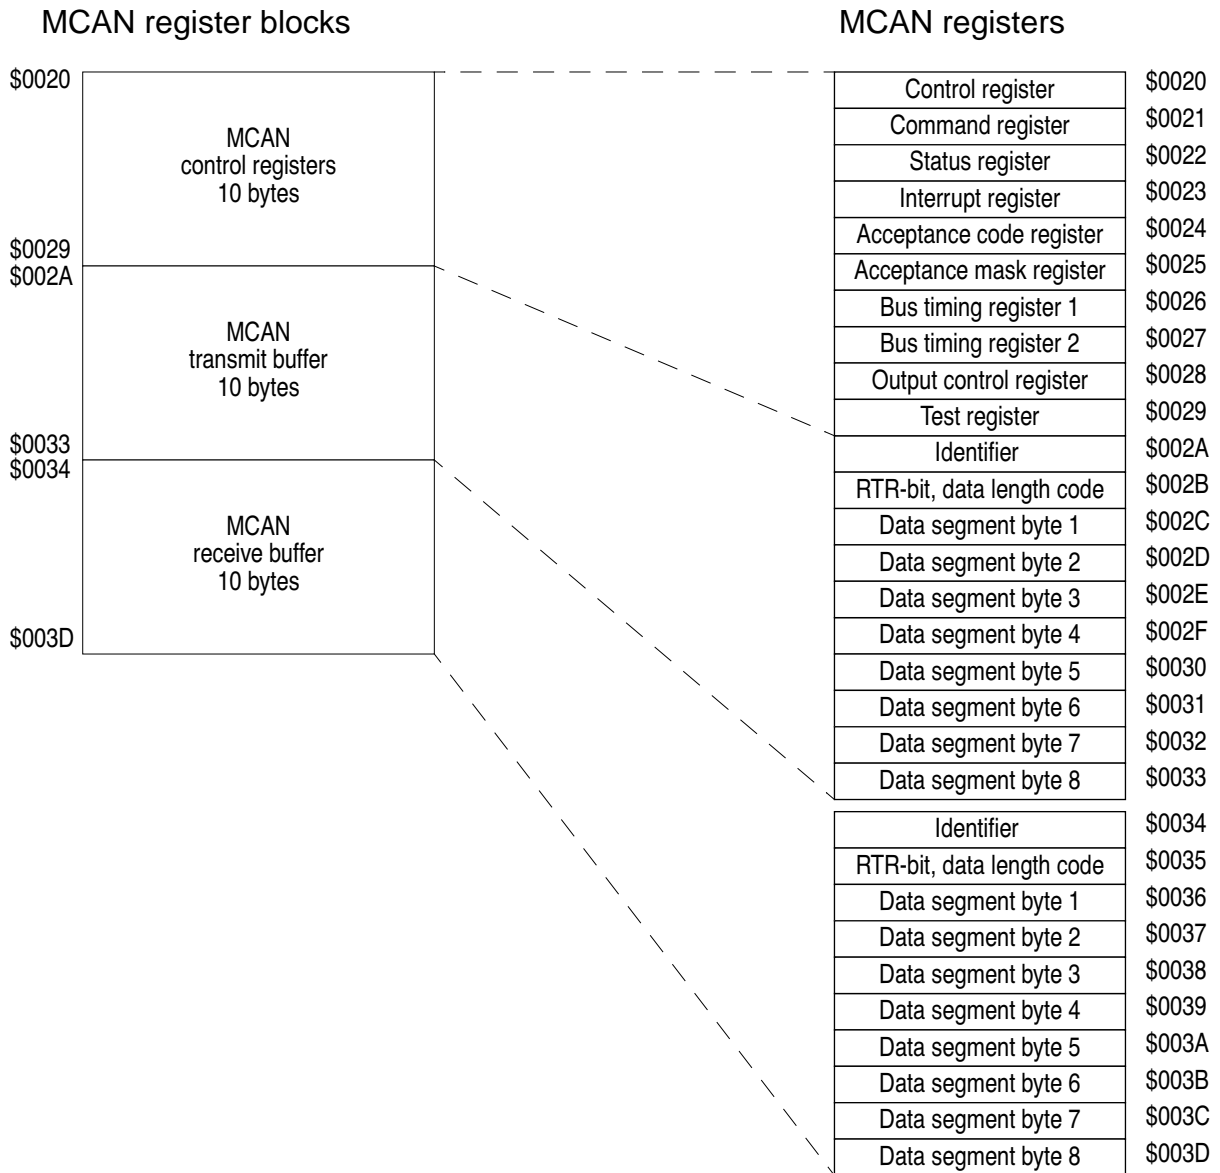 MCAN register blocks
MCAN registers
$0020
MCAN
control registers
10 bytes
$0029
$002A
MCAN
transmit buffer
10 bytes
$0033
$0034
MCAN
receive buffer
10 bytes
$003D
Control register $0020
Command register $0021
Status register $0022
Interrupt register $0023
Acceptance code register $0024
Acceptance mask register $0025
Bus timing register 1 $0026
Bus timing register 2 $0027
Output control register $0028
Test register $0029
Identifier $002A
RTR-bit, data length code $002B
Data segment byte 1 $002C
Data segment byte 2 $002D
Data segment byte 3 $002E
Data segment byte 4 $002F
Data segment byte 5 $0030
Data segment byte 6 $0031
Data segment byte 7 $0032
Data segment byte 8 $0033
Identifier $0034
RTR-bit, data length code $0035
Data segment byte 1 $0036
Data segment byte 2 $0037
Data segment byte 3 $0038
Data segment byte 4 $0039
Data segment byte 5 $003A
Data segment byte 6 $003B
Data segment byte 7 $003C
Data segment byte 8 $003D